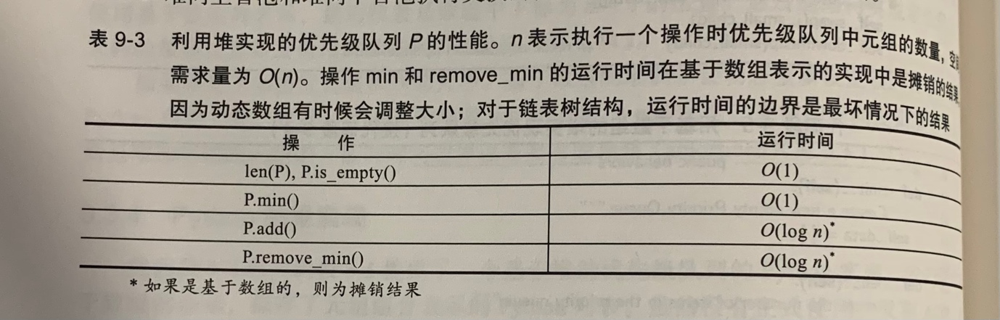 表 9-3 利用堆实现的优先级队列 P 的性能。n 表示执行一个操作时优先级队列中元组的数量,空
需求量为 O(n)。操作 min 和 remove_min 的运行时间在基于数组表示的实现中是摊销的结果
因为动态数组有时候会调整大小;对于链表树结构,运行时间的边界是最坏情况下的结果
操 作 运行时间
len(P), P.is_empty() O(1)
P.min() O(1)
P.add() O(log n)*
P.remove_min() O(log n)*
* 如果是基于数组的,则为摊销结果